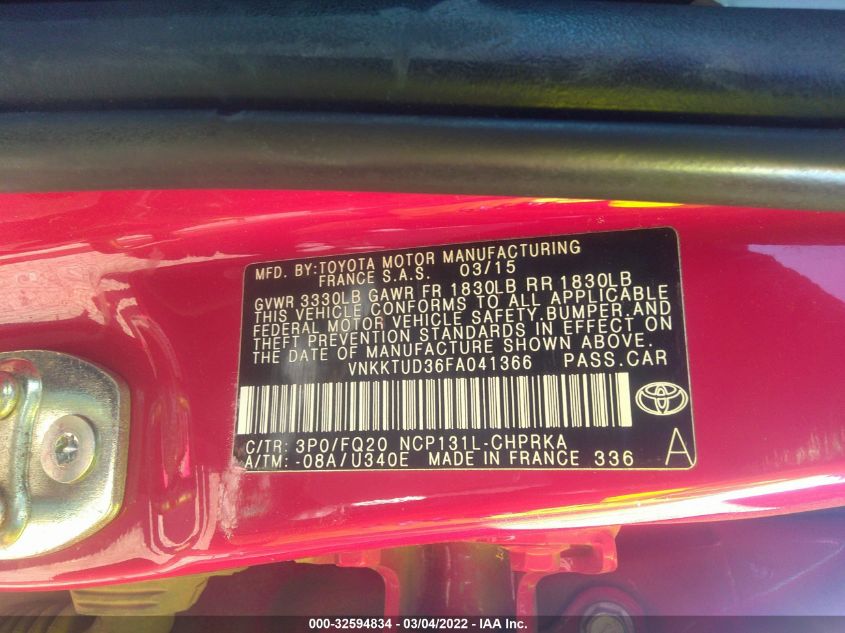 MFD. BY:TOYOTA MOTOR MANUFACTURING
FRANCE S.A.S. 03/15
GVWR 3330LB GAWR FR 1830LB RR 1830LB
THIS VEHICLE CONFORMS TO ALL APPLICABLE
FEDERAL MOTOR VEHICLE SAFETY,BUMPER,AND
THEFT PREVENTION STANDARDS IN EFFECT ON
THE DATE OF MANUFACTURE SHOWN ABOVE.
VNKKTUD36FA041366 PASS.CAR
C/TR: 3P0/FQ20 NCP131L-CHPRKA
A/TM: -08A/U340E MADE IN FRANCE 336
A
000-32594834 / 03/04/2022 - IAA Inc.